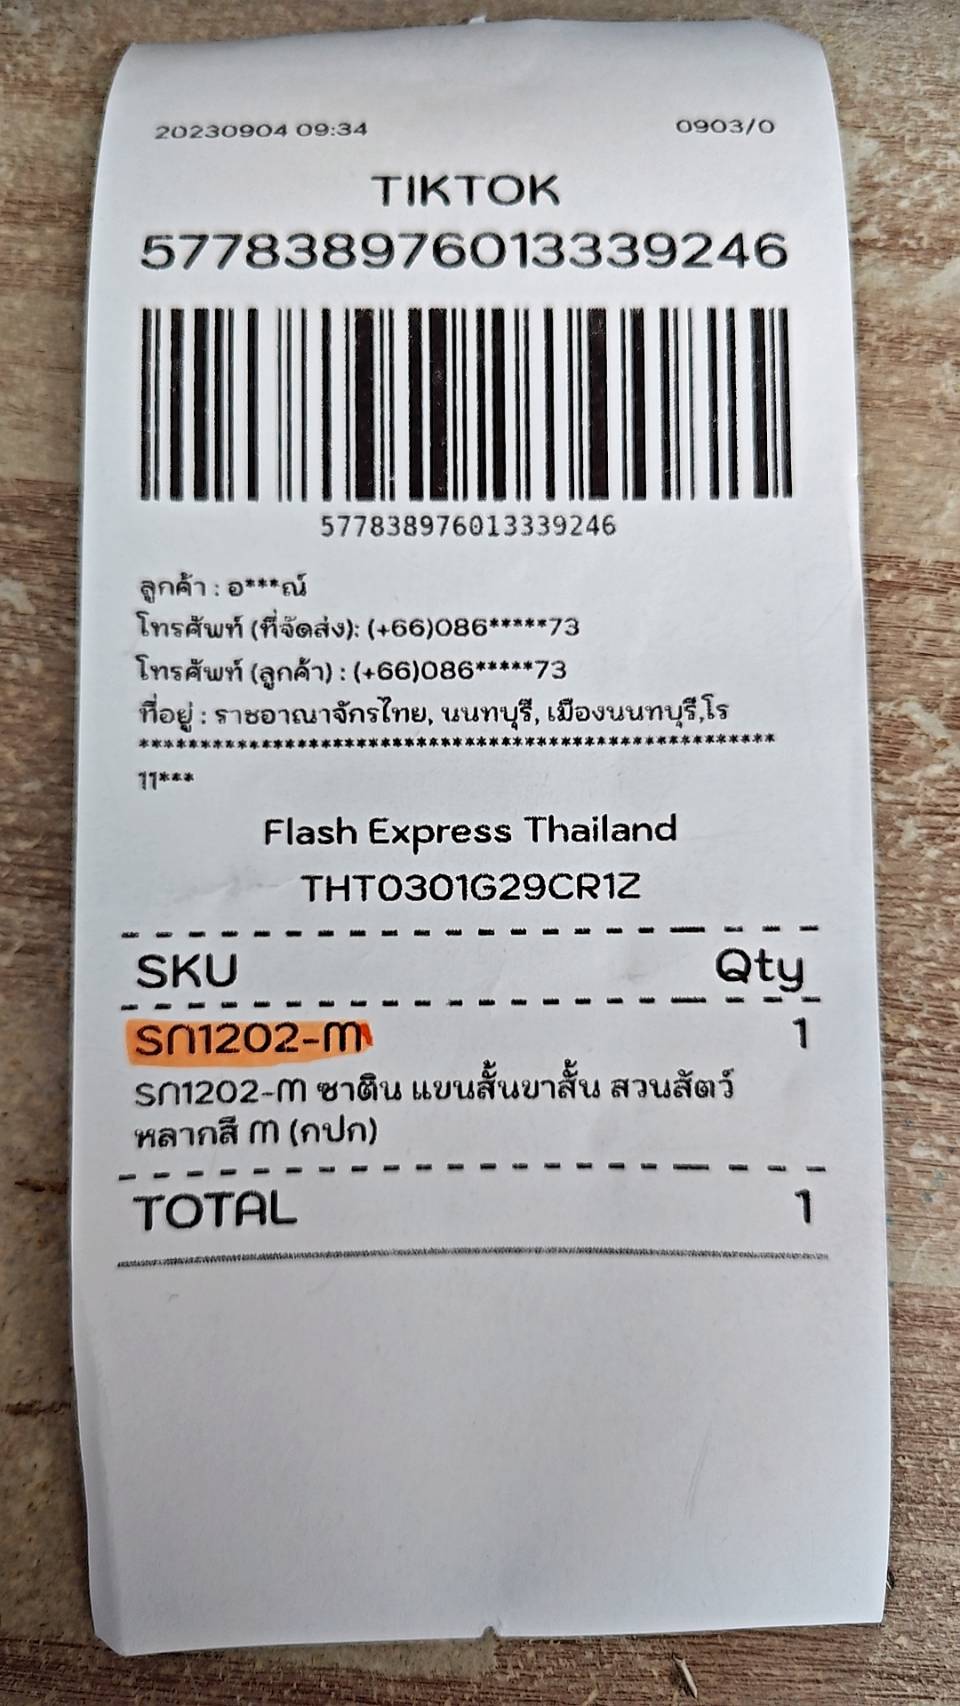 20230904 09:34 0903/0
TIKTOK
577838976013339246
577838976013339246
ลูกค้า : อ***ณ์
โทรศัพท์ (ที่จัดส่ง): (+66)086*****73
โทรศัพท์ (ลูกค้า) : (+66)086*****73
ที่อยู่ : ราชอาณาจักรไทย, นนทบุรี, เมืองนนทบุรี,โร
**************************************************
11***
Flash Express Thailand
THT0301G29CR1Z
SKU Qty
Sก1202-M 1
Sก1202-M ซาติน แขนสั้นขาสั้น สวนสัตว์
หลากสี M (กปก)
TOTAL 1